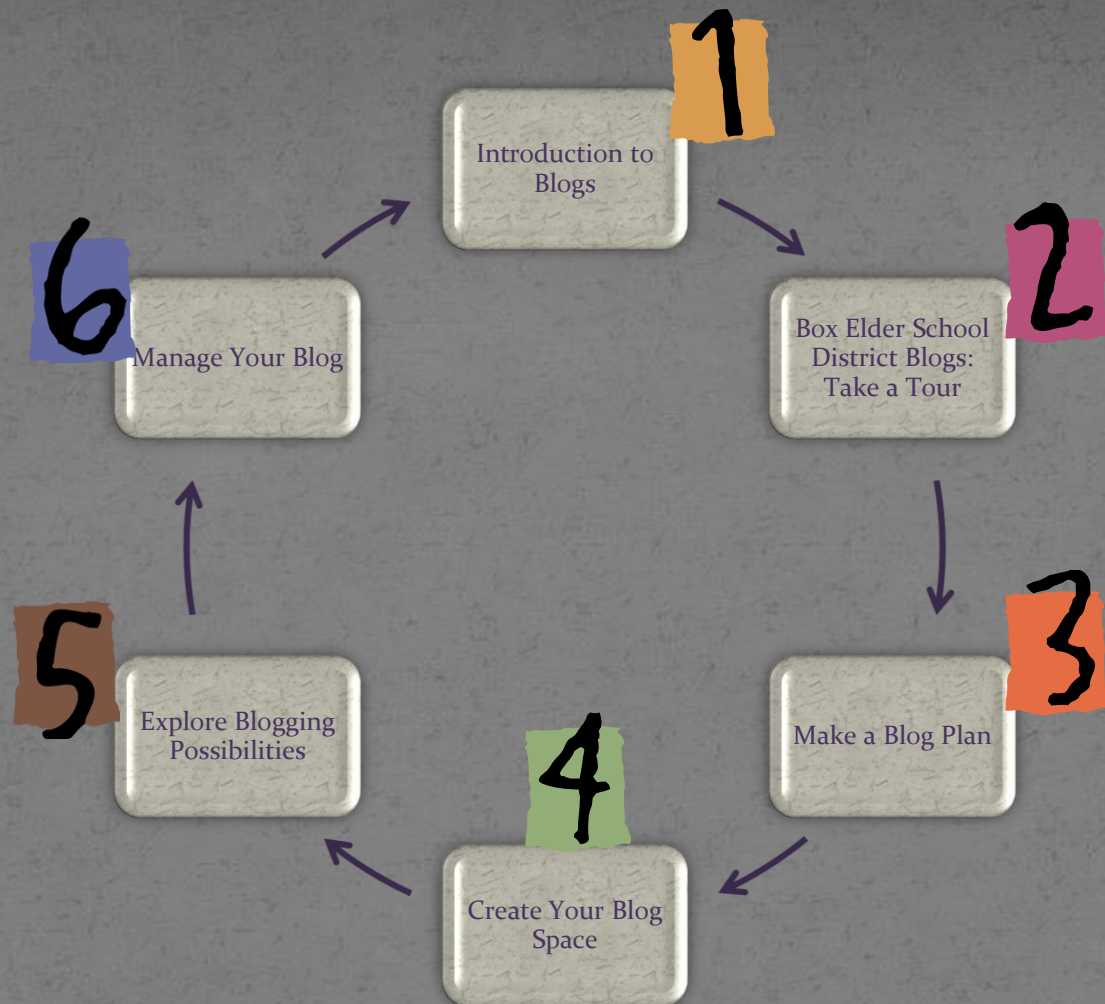 1
Introduction to
Blogs
2
Box Elder School
District Blogs:
Take a Tour
3
Make a Blog Plan
4
Create Your Blog
Space
5
Explore Blogging
Possibilities
6
Manage Your Blog